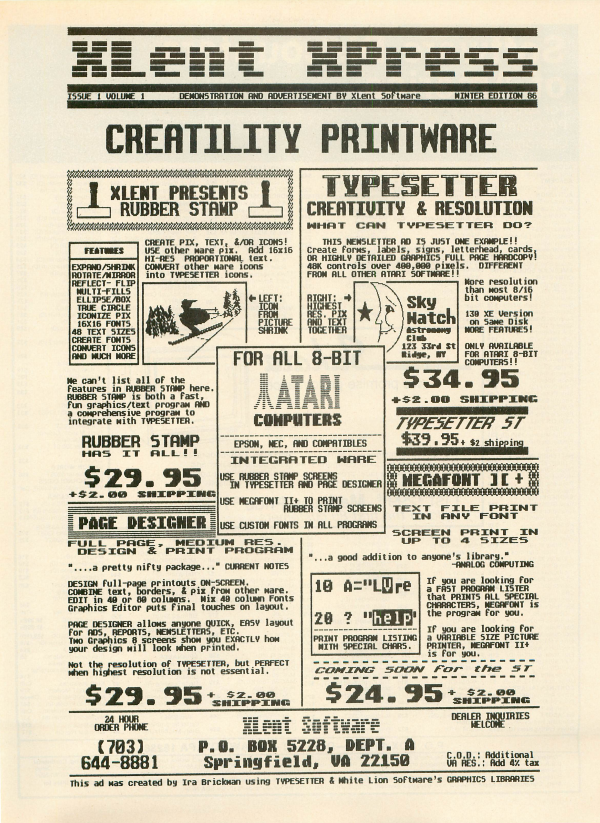 XLent XPress
ISSUE 1 VOLUME 1 DEMONSTRATION AND ADVERTISEMENT BY XLent Software WINTER EDITION 86
CREATILITY PRINTWARE
XLENT PRESENTS
RUBBER STAMP
FEATURES
EXPAND/SHRINK
ROTATE/MIRROR
REFLECT- FLIP
MULTI-FILLS
ELLIPSE/BOX
TRUE CIRCLE
ICONIZE PIX
16X16 FONTS
48 TEXT SIZES
CREATE FONTS
CONVERT ICONS
AND MUCH MORE
CREATE PIX, TEXT, &/OR ICONS!
USE other ware pix. Add 16x16
HI-RES PROPORTIONAL text.
CONVERT other ware icons
into TYPESETTER icons.
LEFT:
ICON
FROM
PICTURE
SHRINK
We can't list all of the
features in RUBBER STAMP here.
RUBBER STAMP is both a fast,
fun graphics/text program AND
a comprehensive program to
integrate with TYPESETTER.
RUBBER STAMP
HAS IT ALL!!
$29.95
+$2.00 SHIPPING
TYPESETTER
CREATIVITY & RESOLUTION
WHAT CAN TYPESETTER DO?
THIS NEWSLETTER AD IS JUST ONE EXAMPLE!!
Create forms, labels, signs, letterhead, cards,
or HIGHLY DETAILED GRAPHICS FULL PAGE HARDCOPY!
48K controls over 400,000 pixels. DIFFERENT
FROM ALL OTHER ATARI SOFTWARE!!
RIGHT:
HIGHEST
RES. PIX
AND TEXT
TOGETHER
Sky
Watch
Astronomy
Club
123 33rd St
Ridge, NY
More resolution
than most 8/16
bit computers!
130 XE Version
on Same Disk
MORE FEATURES!
ONLY AVAILABLE
FOR ATARI 8-BIT
COMPUTERS!!
$34.95
+$2.00 SHIPPING
TYPESETTER ST
$39.95+ $2 shipping
FOR ALL 8-BIT
ATARI
COMPUTERS
EPSON, NEC, AND COMPATIBLES
INTEGRATED WARE
USE RUBBER STAMP SCREENS
IN TYPESETTER AND PAGE DESIGNER
USE MEGAFONT II+ TO PRINT
RUBBER STAMP SCREENS
USE CUSTOM FONTS IN ALL PROGRAMS
PAGE DESIGNER
FULL PAGE, MEDIUM RES.
DESIGN & PRINT PROGRAM
"....a pretty nifty package..." CURRENT NOTES
DESIGN full-page printouts ON-SCREEN.
COMBINE text, borders, & pix from other ware.
EDIT in 40 or 80 columns. Mix 40 column Fonts
Graphics Editor puts final touches on layout.
PAGE DESIGNER allows anyone QUICK, EASY layout
for ADS, REPORTS, NEWSLETTERS, ETC.
Two Graphics 8 screens show you EXACTLY how
your design will look when printed.
Not the resolution of TYPESETTER, but PERFECT
when highest resolution is not essential.
$29.95 + $2.00
SHIPPING
MEGAFONT II +
TEXT FILE PRINT
IN ANY FONT
SCREEN PRINT IN
UP TO 4 SIZES
"...a good addition to anyone's library."
-ANALOG COMPUTING
10 A="LUre
20 ? "help"
PRINT PROGRAM LISTING
WITH SPECIAL CHARS.
If you are looking for
a FAST PROGRAM LISTER
that PRINTS ALL SPECIAL
CHARACTERS, MEGAFONT is
the program for you.
If you are looking for
a VARIABLE SIZE PICTURE
PRINTER, MEGAFONT II+
is for you.
COMING SOON for the ST
$24.95 + $2.00
SHIPPING
24 HOUR
ORDER PHONE
(703)
644-8881
XLent Software
P.O. BOX 5228, DEPT. A
Springfield, VA 22150
DEALER INQUIRIES
WELCOME
C.O.D.: Additional
VA RES.: Add 4% tax
This ad was created by Ira Brickman using TYPESETTER & White Lion Software's GRAPHICS LIBRARIES